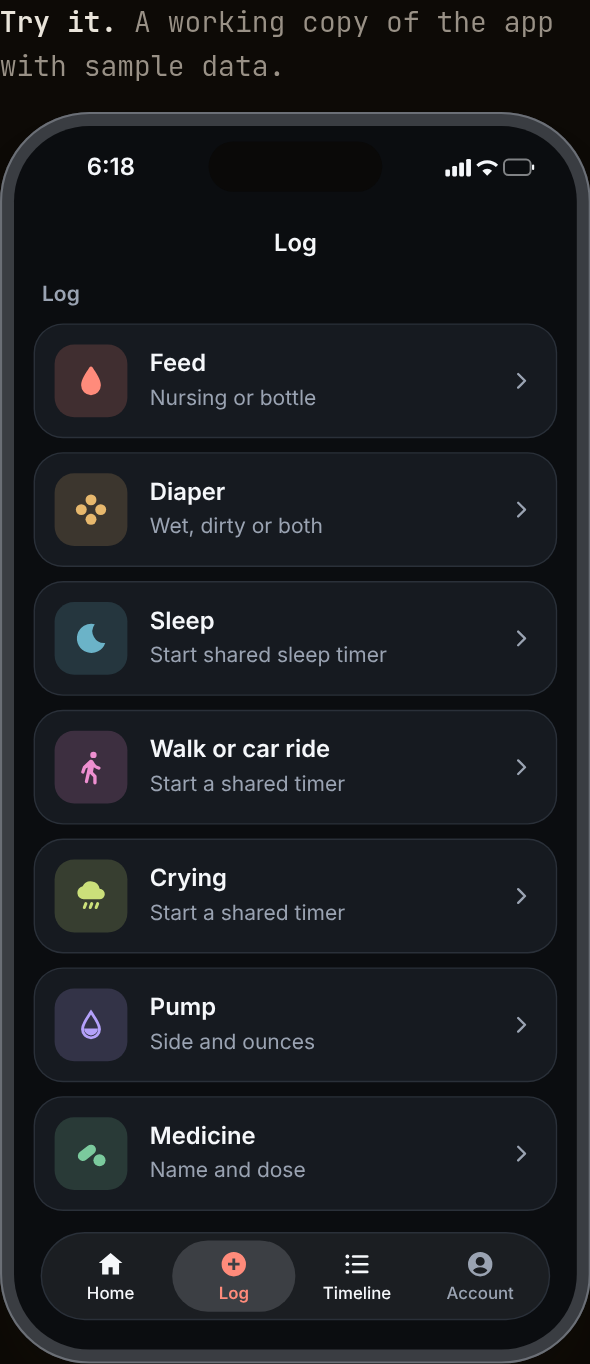 Try it. A working copy of the app
with sample data.
6:18
Log
Log
Feed
Nursing or bottle
Diaper
Wet, dirty or both
Sleep
Start shared sleep timer
Walk or car ride
Start a shared timer
Crying
Start a shared timer
Pump
Side and ounces
Medicine
Name and dose
Home
Log
Timeline
Account